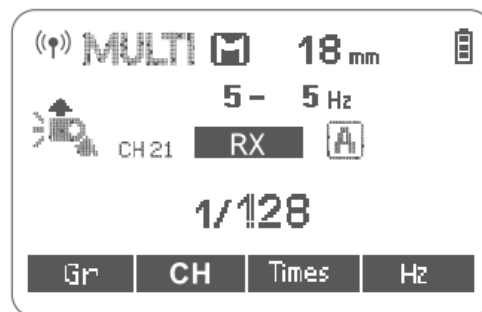 MULTI M 18 mm
5 - 5 Hz
CH 21 RX A
1/128
Gr CH Times Hz